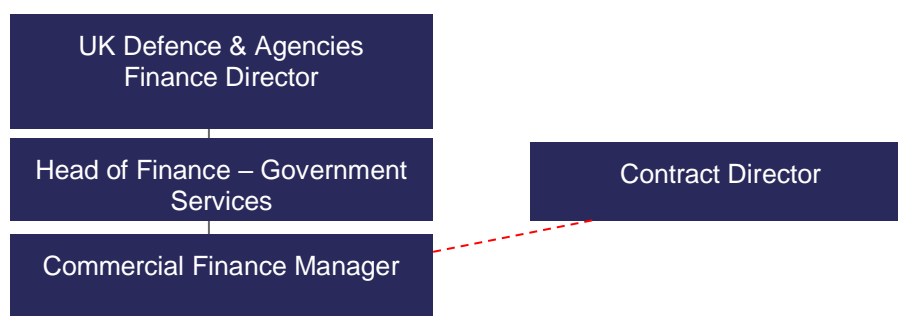 UK Defence & Agencies
Finance Director
Head of Finance – Government
Services
Contract Director
Commercial Finance Manager